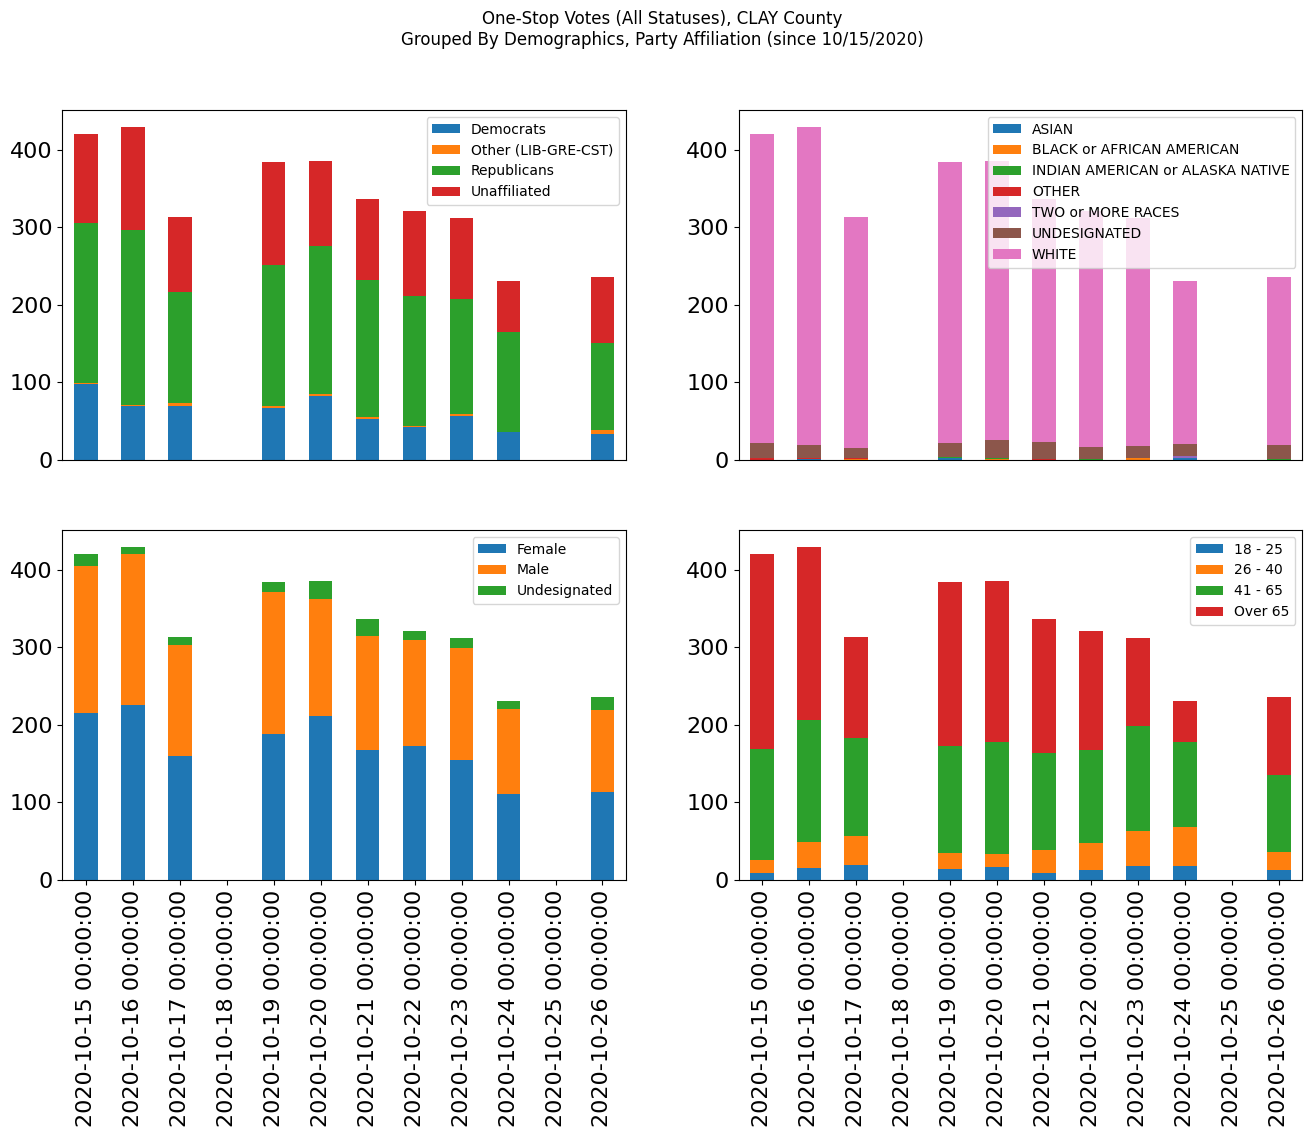 One-Stop Votes (All Statuses), CLAY County
Grouped By Demographics, Party Affiliation (since 10/15/2020)
400
300
200
100
0
Democrats
Other (LIB-GRE-CST)
Republicans
Unaffiliated
400
300
200
100
0
ASIAN
BLACK or AFRICAN AMERICAN
INDIAN AMERICAN or ALASKA NATIVE
OTHER
TWO or MORE RACES
UNDESIGNATED
WHITE
400
300
200
100
0
Female
Male
Undesignated
2020-10-15 00:00:00
2020-10-16 00:00:00
2020-10-17 00:00:00
2020-10-18 00:00:00
2020-10-19 00:00:00
2020-10-20 00:00:00
2020-10-21 00:00:00
2020-10-22 00:00:00
2020-10-23 00:00:00
2020-10-24 00:00:00
2020-10-25 00:00:00
2020-10-26 00:00:00
400
300
200
100
0
18 - 25
26 - 40
41 - 65
Over 65
2020-10-15 00:00:00
2020-10-16 00:00:00
2020-10-17 00:00:00
2020-10-18 00:00:00
2020-10-19 00:00:00
2020-10-20 00:00:00
2020-10-21 00:00:00
2020-10-22 00:00:00
2020-10-23 00:00:00
2020-10-24 00:00:00
2020-10-25 00:00:00
2020-10-26 00:00:00